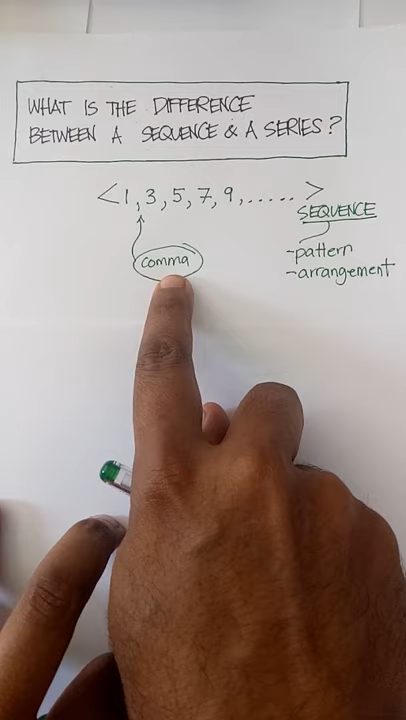 WHAT IS THE DIFFERENCE
BETWEEN A SEQUENCE & A SERIES?
<1,3,5,7,9,.....>
SEQUENCE
comma
-pattern
-arrangement